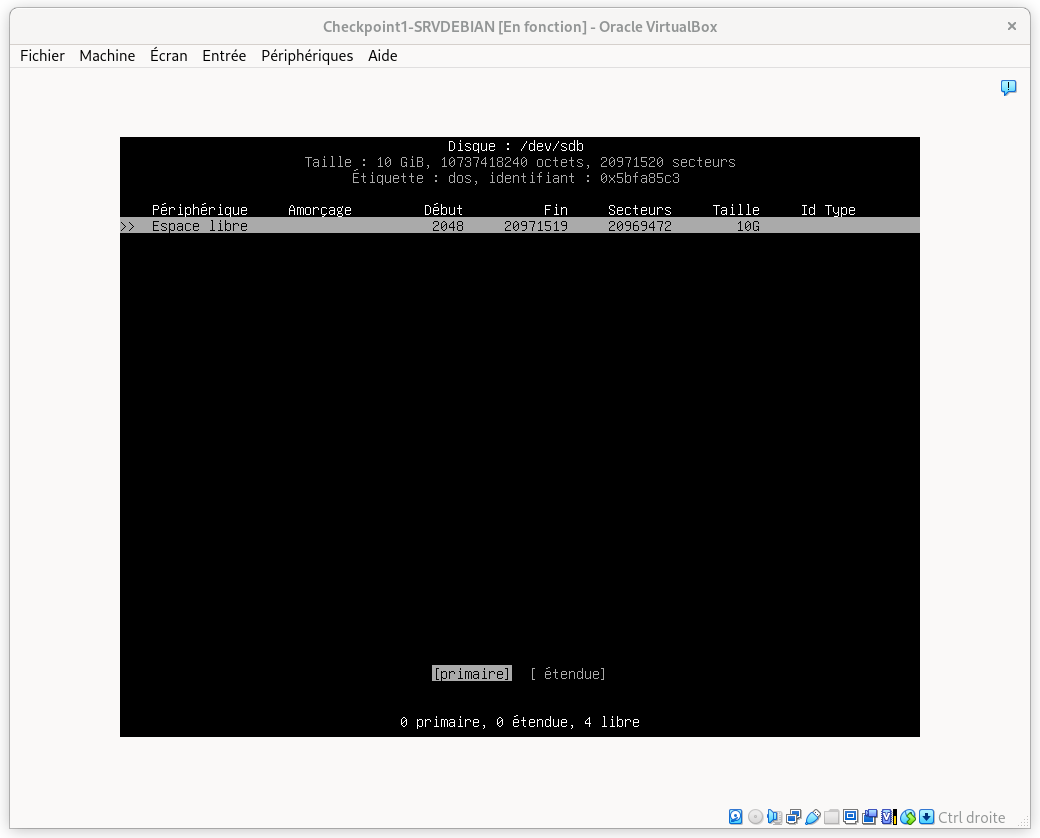 Checkpoint1-SRVDEBIAN [En fonction] - Oracle VirtualBox
Fichier Machine Écran Entrée Périphériques Aide
Disque : /dev/sdb
Taille : 10 GiB, 10737418240 octets, 20971520 secteurs
Étiquette : dos, identifiant : 0x5bfa85c3
Périphérique Amorçage Début Fin Secteurs Taille Id Type
>> Espace libre 2048 20971519 20969472 10G
[primaire] [ étendue]
0 primaire, 0 étendue, 4 libre
Ctrl droite